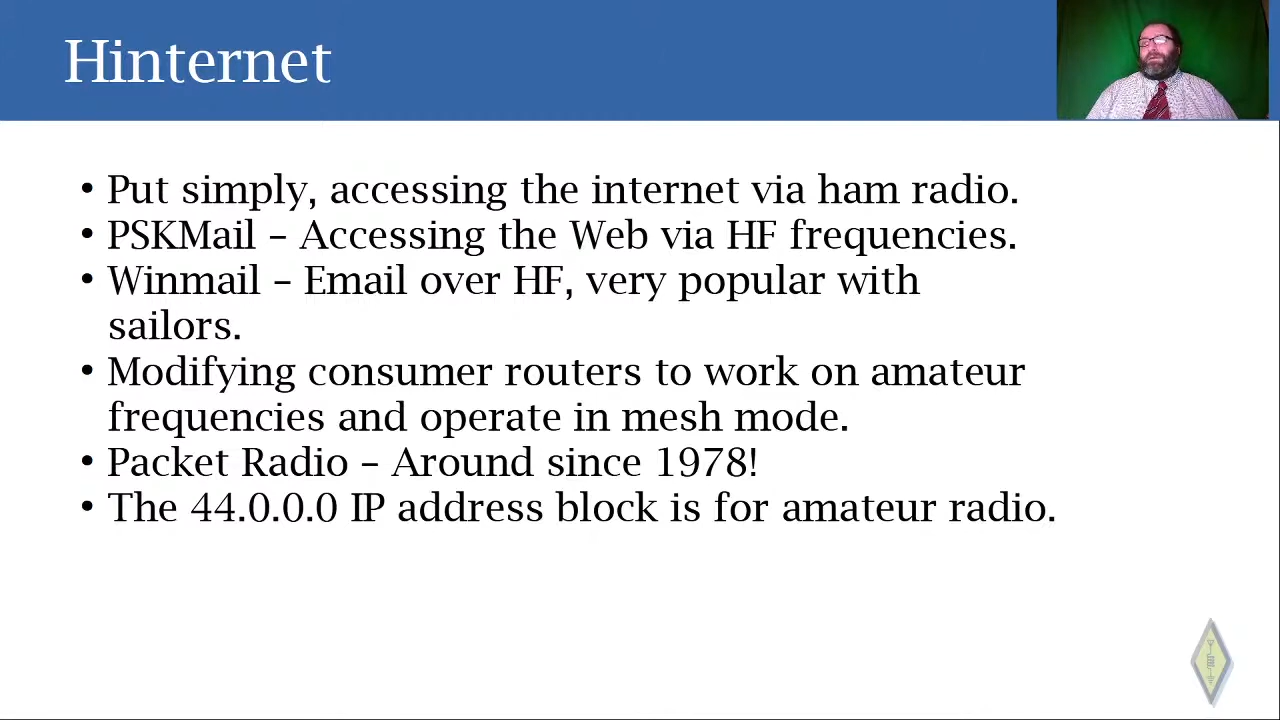 Hinternet
• Put simply, accessing the internet via ham radio.
• PSKMail – Accessing the Web via HF frequencies.
• Winmail – Email over HF, very popular with
sailors.
• Modifying consumer routers to work on amateur
frequencies and operate in mesh mode.
• Packet Radio – Around since 1978!
• The 44.0.0.0 IP address block is for amateur radio.